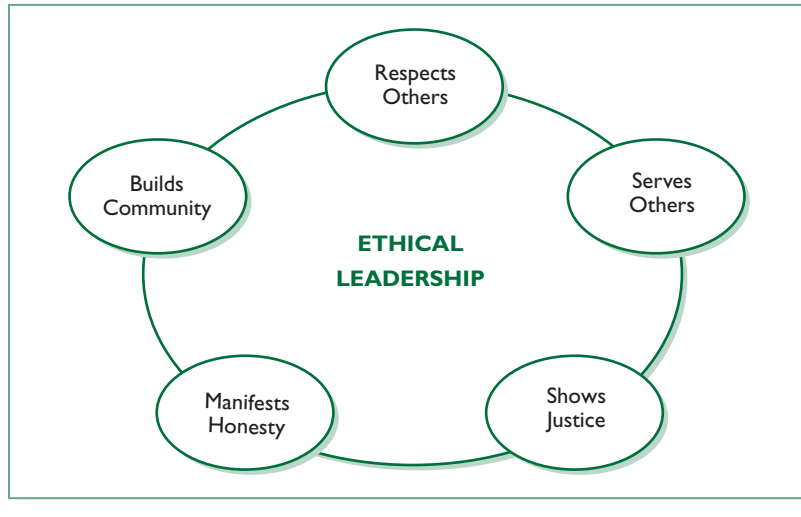 Respects
Others
Serves
Others
Shows
Justice
Manifests
Honesty
Builds
Community
ETHICAL
LEADERSHIP